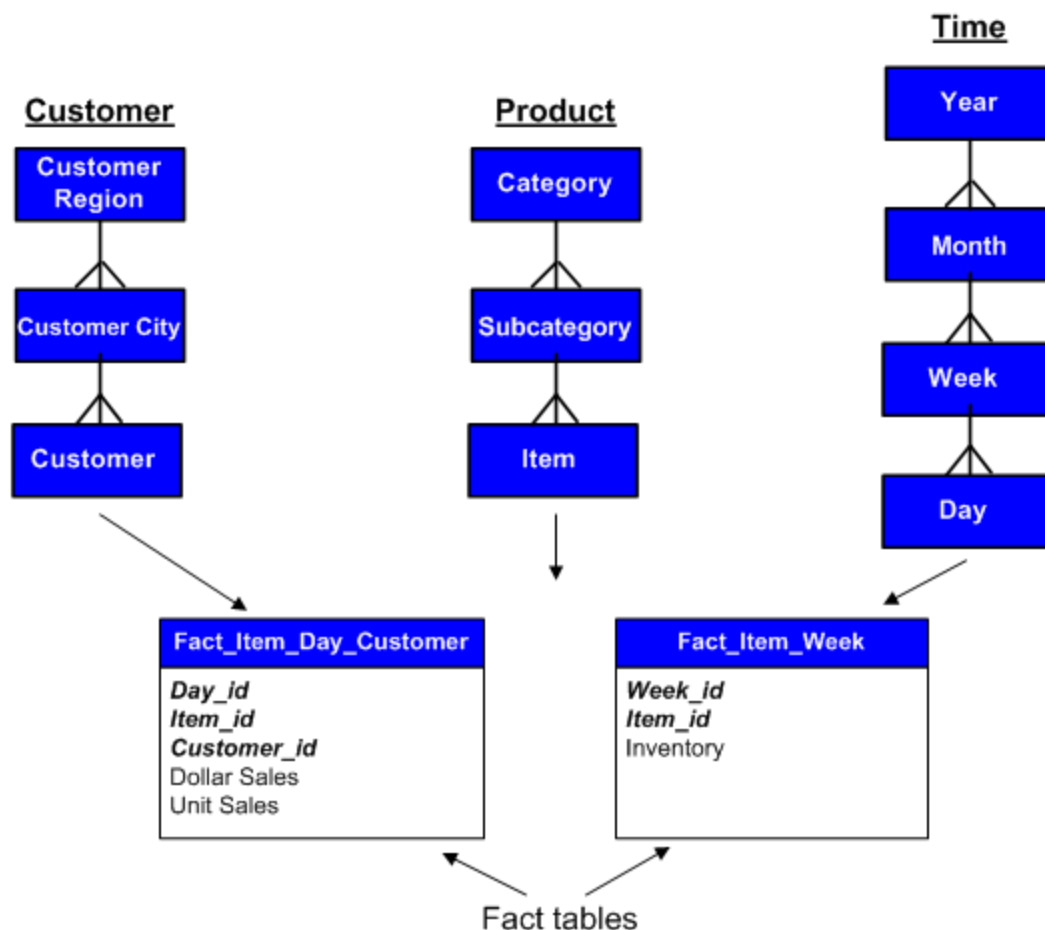 Time
Year
Customer
Product
Customer
Region
Category
Month
Customer City
Subcategory
Week
Customer
Item
Day
Fact_Item_Day_Customer
Day_id
Item_id
Customer_id
Dollar Sales
Unit Sales
Fact_Item_Week
Week_id
Item_id
Inventory
Fact tables